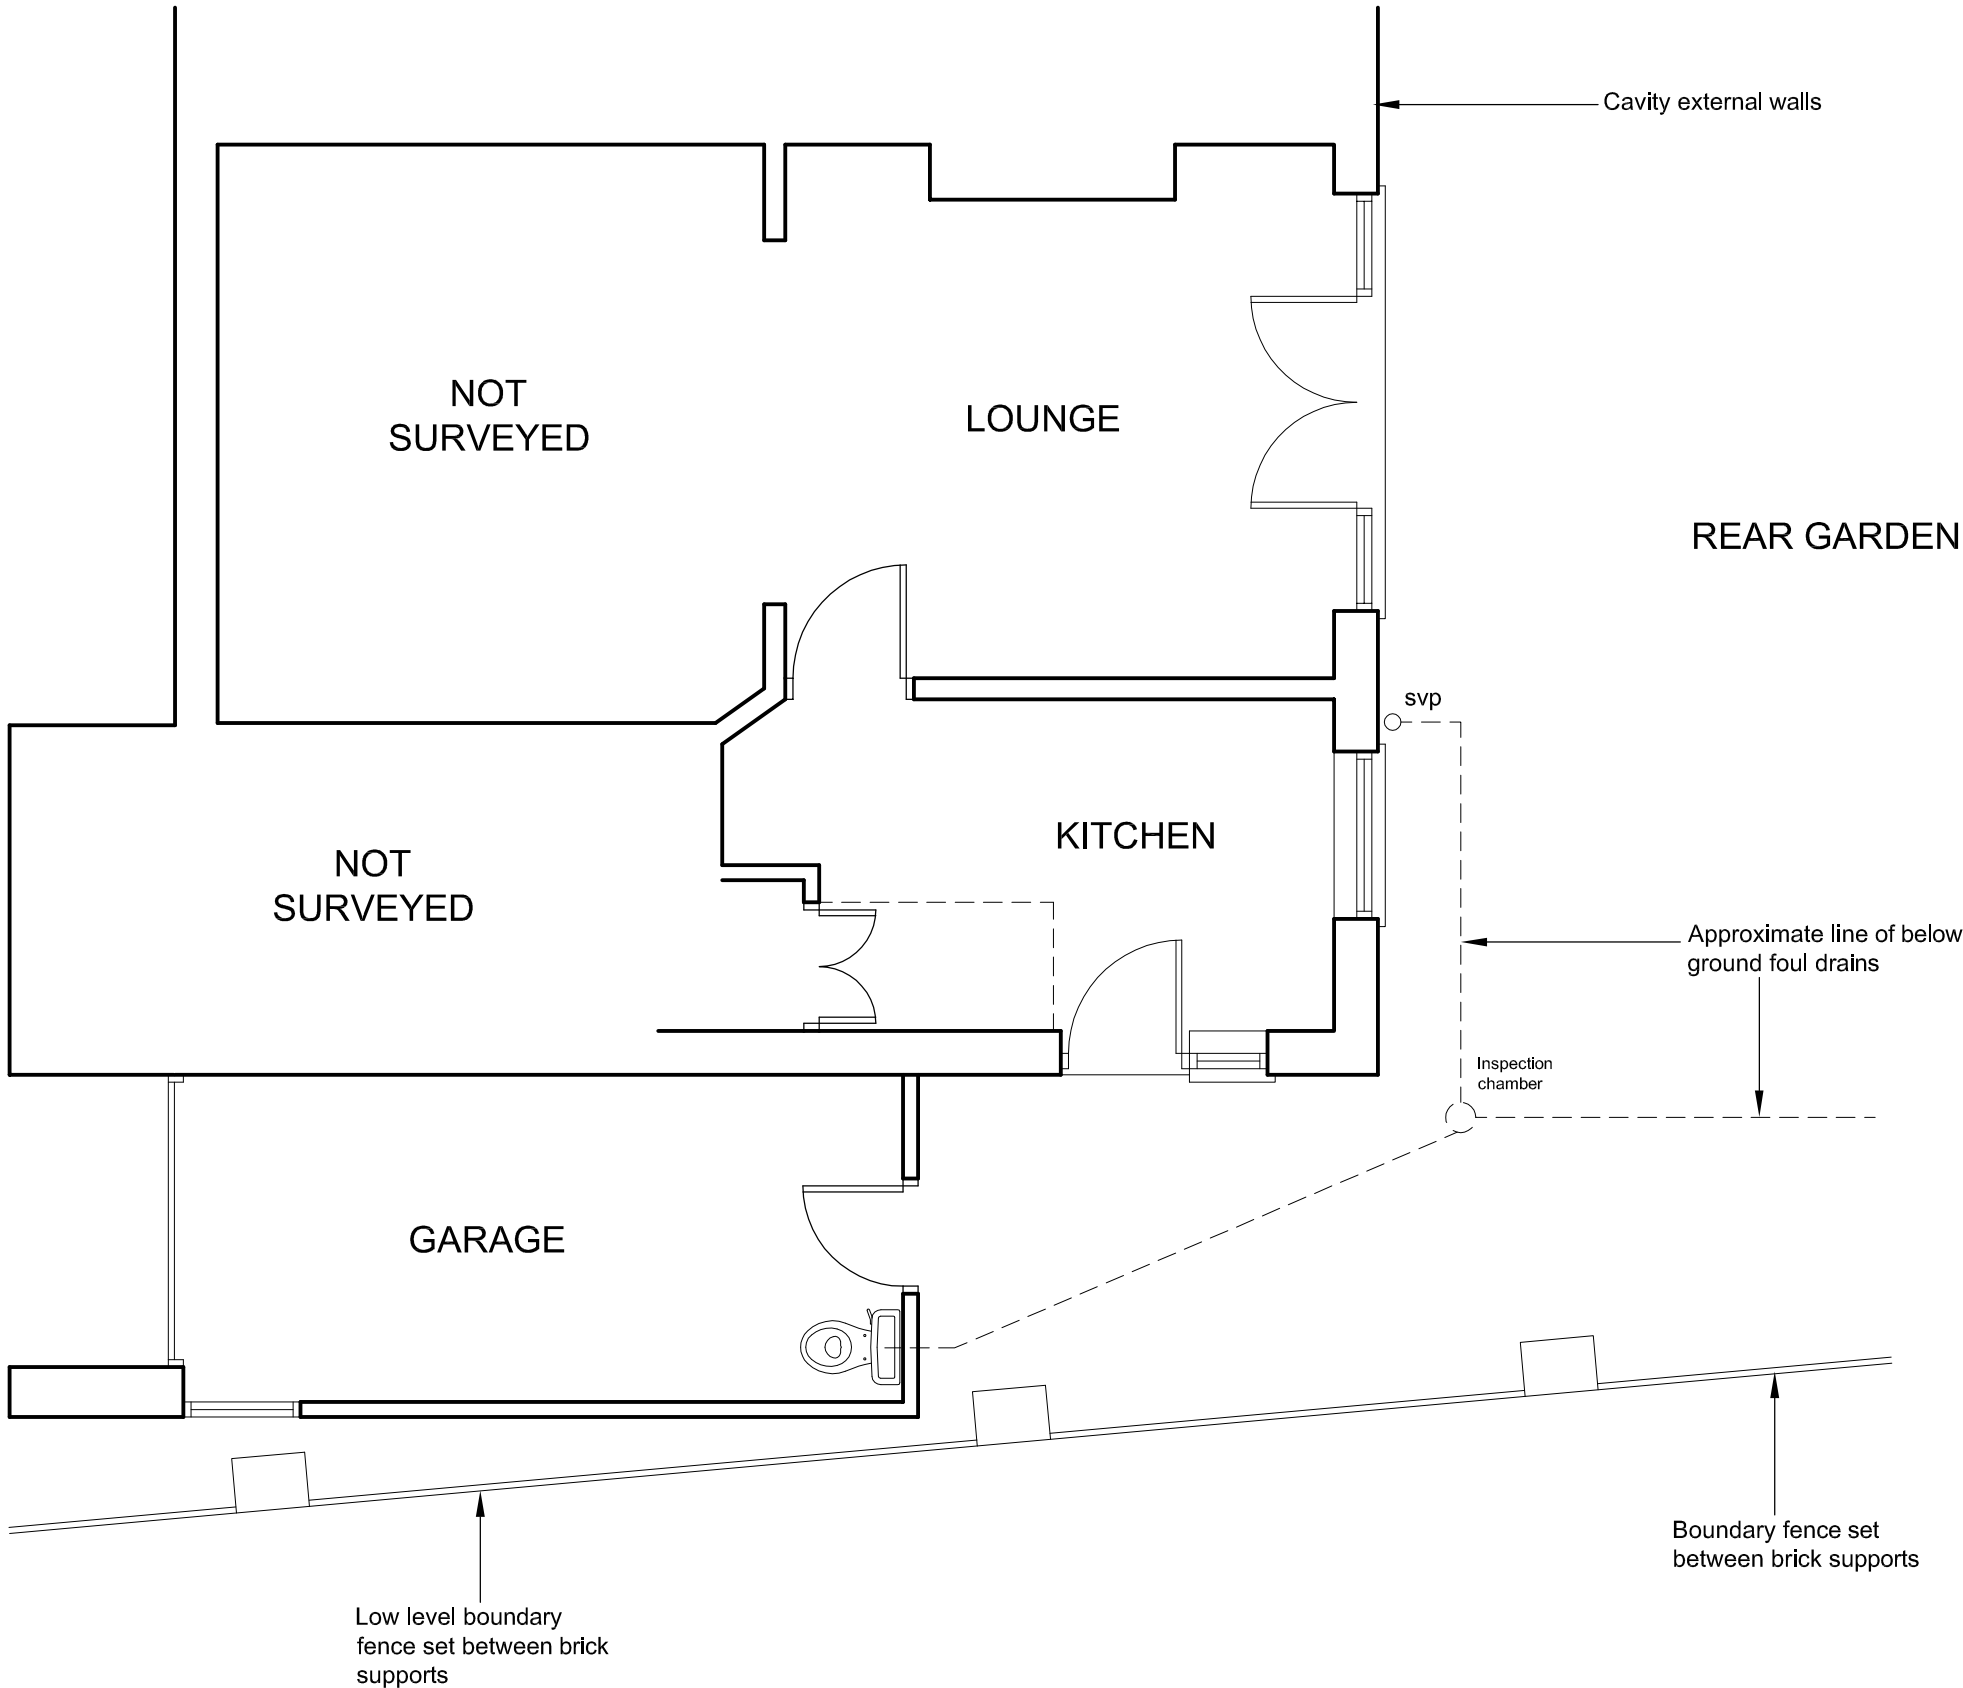 Cavity external walls
NOT
SURVEYED
LOUNGE
REAR GARDEN
svp
KITCHEN
NOT
SURVEYED
Approximate line of below
ground foul drains
Inspection
chamber
GARAGE
Boundary fence set
between brick supports
Low level boundary
fence set between brick
supports